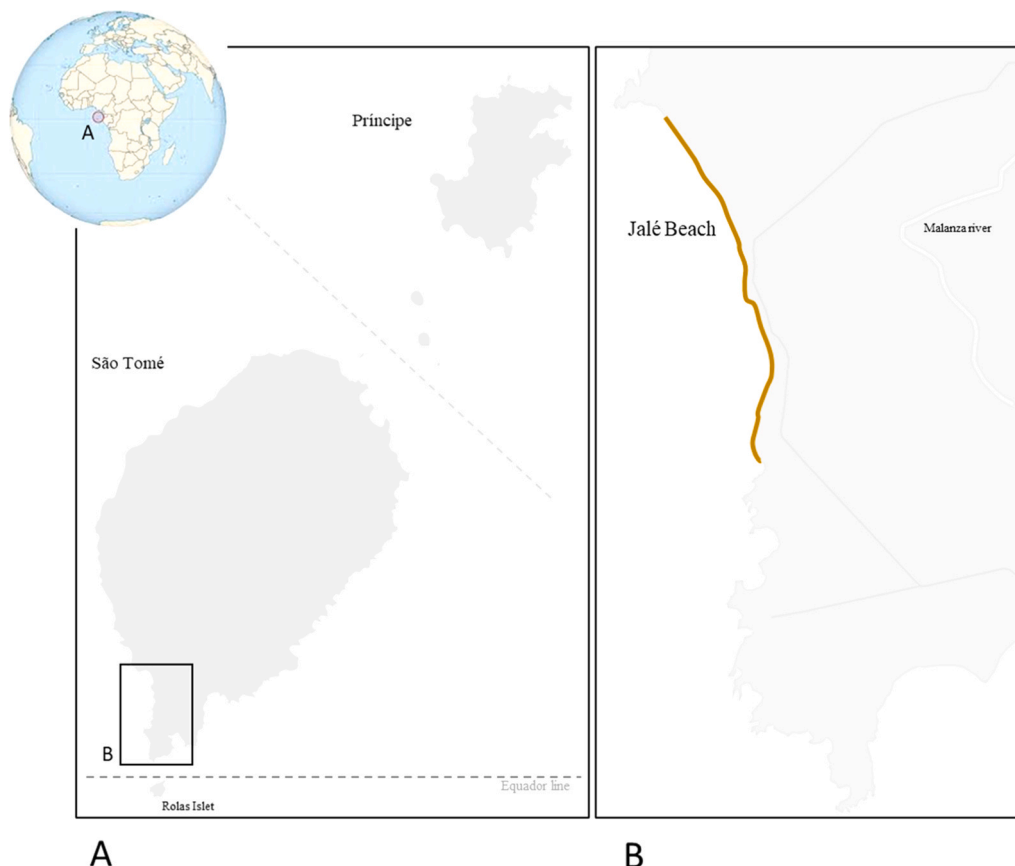 A
Príncipe
São Tomé
B
Equador line
Rolas Islet
A
Jalé Beach
Malanza river
B